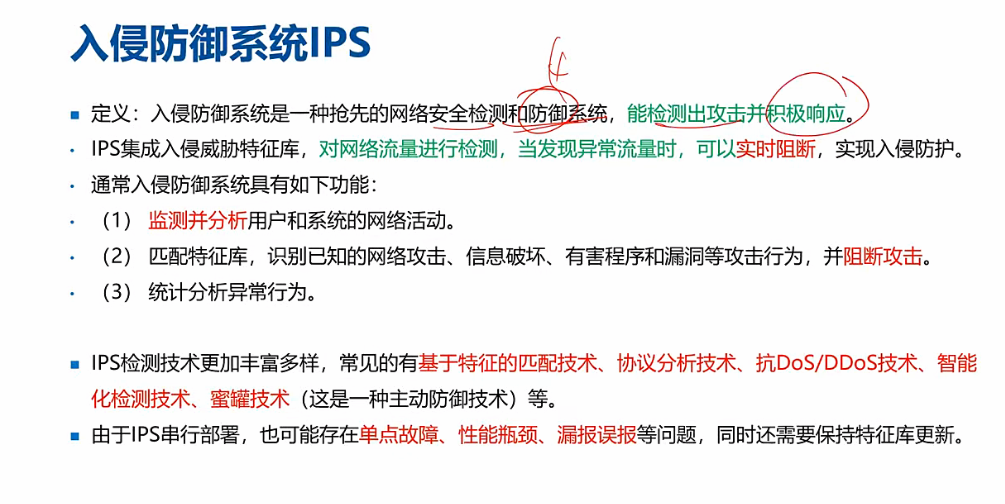 入侵防御系统IPS
定义：入侵防御系统是一种抢先的网络安全检测和防御系统，能检测出攻击并积极响应。
IPS集成入侵威胁特征库，对网络流量进行检测，当发现异常流量时，可以实时阻断，实现入侵防护。
通常入侵防御系统具有如下功能：
（1） 监测并分析用户和系统的网络活动。
（2） 匹配特征库，识别已知的网络攻击、信息破坏、有害程序和漏洞等攻击行为，并阻断攻击。
（3） 统计分析异常行为。
IPS检测技术更加丰富多样，常见的有基于特征的匹配技术、协议分析技术、抗DoS/DDoS技术、智能
化检测技术、蜜罐技术（这是一种主动防御技术）等。
由于IPS串行部署，也可能存在单点故障、性能瓶颈、漏报误报等问题，同时还需要保持特征库更新。